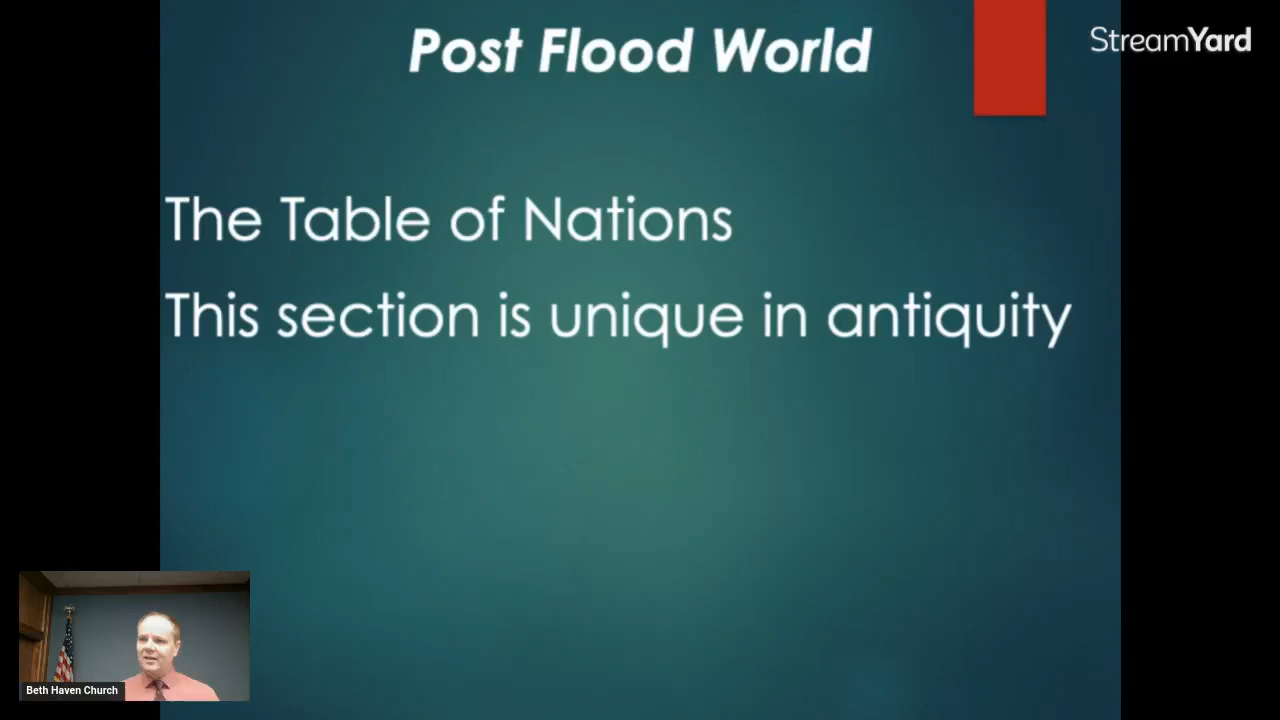 Post Flood World
StreamYard
The Table of Nations
This section is unique in antiquity
Beth Haven Church